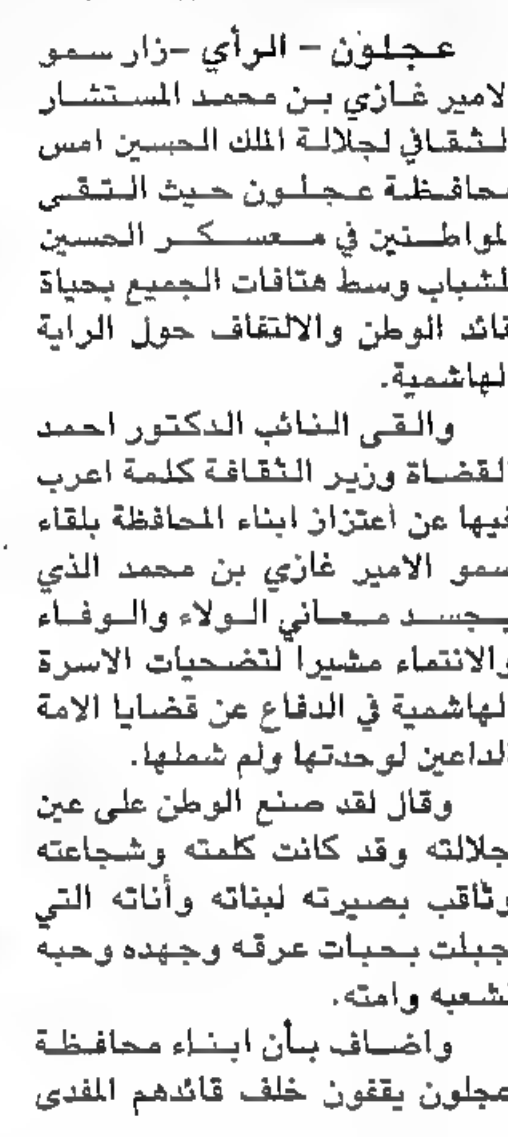 عجلون - الرأي -زار سمو
الامير غازي بن محمد المستشار
الثقافي لجلالة الملك الحسين امس
محافظة عجلون حيث التقى
المواطنين في معسكر الحسين
للشباب وسط هتافات الجميع بحياة
قائد الوطن والالتفاف حول الراية
الهاشمية.
والقى النائب الدكتور احمد
القضاة وزير الثقافة كلمة اعرب
فيها عن اعتزاز ابناء المحافظة بلقاء
سمو الامير غازي بن محمد الذي
يجسد معاني الولاء والوفاء
والانتماء مشيرا لتضحيات الاسرة
الهاشمية في الدفاع عن قضايا الامة
الداعين لوحدتها ولم شملها.
وقال لقد صنع الوطن على عين
جلالته وقد كانت كلمته وشجاعته
وثاقب بصيرته لبناته وأناته التي
جبلت بحبات عرقه وجهده وحبه
لشعبه وامته.
واضاف بأن ابناء محافظة
عجلون يقفون خلف قائدهم المفدى